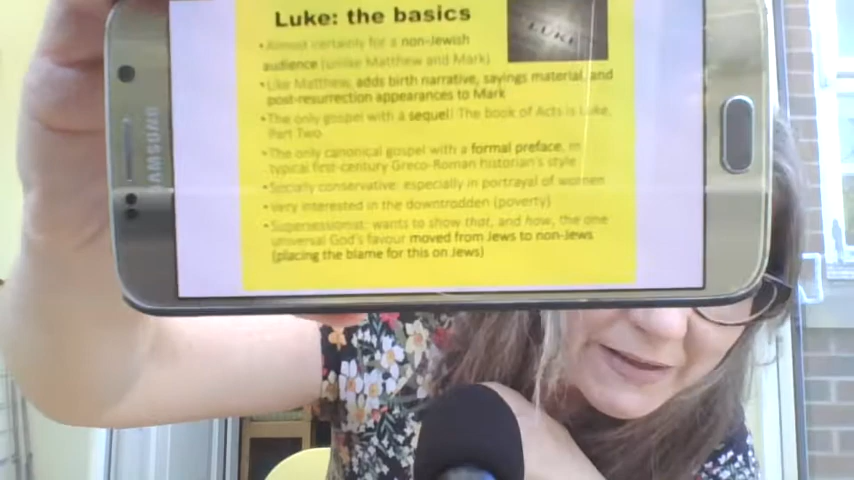 Luke: the basics
LUKE
•Almost certainly for a non-Jewish
audience (unlike Matthew and Mark)
•Like Matthew, adds birth narrative, sayings material, and
post-resurrection appearances to Mark
•The only gospel with a sequel! The book of Acts is Luke,
Part Two
•The only canonical gospel with a formal preface, in
typical first-century Greco-Roman historian's style
•Socially conservative: especially in portrayal of women
•Very interested in the downtrodden (poverty)
•Supersessionist: wants to show that, and how, the one
universal God's favour moved from Jews to non-Jews
(placing the blame for this on Jews)
SAMSUNG